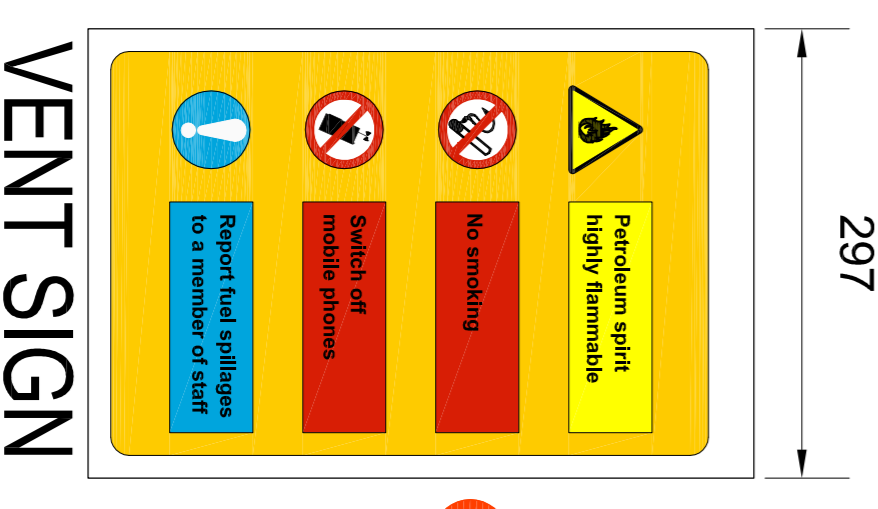 297
Petroleum spirit
highly flammable
No smoking
Switch off
mobile phones
Report fuel spillages
to a member of staff
VENT SIGN